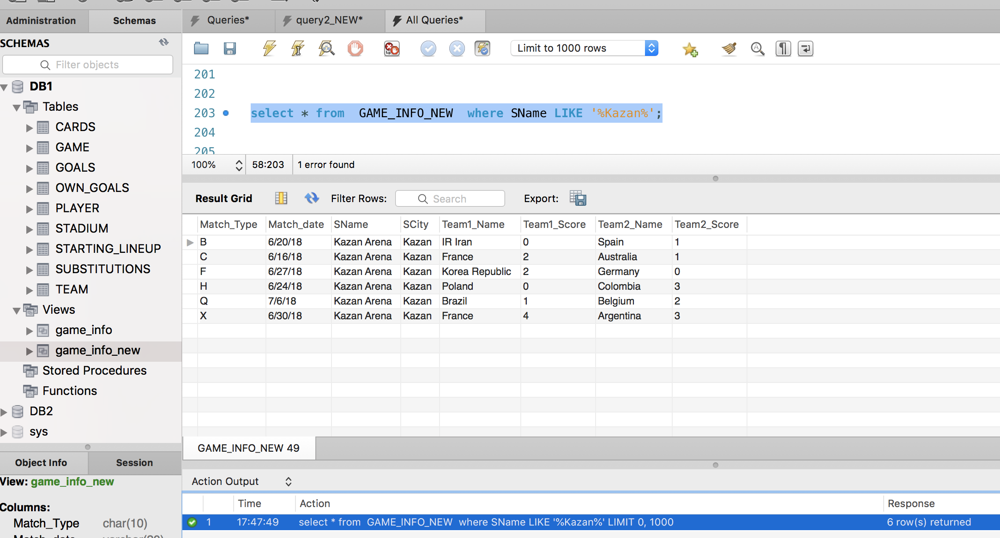 Administration Schemas
Queries* query2_NEW* All Queries*
SCHEMAS
Filter objects
DB1
Tables
CARDS
GAME
GOALS
OWN_GOALS
PLAYER
STADIUM
STARTING_LINEUP
SUBSTITUTIONS
TEAM
Views
game_info
game_info_new
Stored Procedures
Functions
DB2
sys
Object Info Session
View: game_info_new
Columns:
Match_Type char(10)
Match_date varchar(20)
Limit to 1000 rows
201
202
203 select * from  GAME_INFO_NEW  where SName LIKE '%Kazan%';
204
205
100% 58:203 1 error found
Result Grid Filter Rows: Search Export:
Match_Type Match_date SName SCity Team1_Name Team1_Score Team2_Name Team2_Score
B 6/20/18 Kazan Arena Kazan IR Iran 0 Spain 1
C 6/16/18 Kazan Arena Kazan France 2 Australia 1
F 6/27/18 Kazan Arena Kazan Korea Republic 2 Germany 0
H 6/24/18 Kazan Arena Kazan Poland 0 Colombia 3
Q 7/6/18 Kazan Arena Kazan Brazil 1 Belgium 2
X 6/30/18 Kazan Arena Kazan France 4 Argentina 3
GAME_INFO_NEW 49
Action Output
Time Action Response
1 17:47:49 select * from  GAME_INFO_NEW  where SName LIKE '%Kazan%' LIMIT 0, 1000 6 row(s) returned